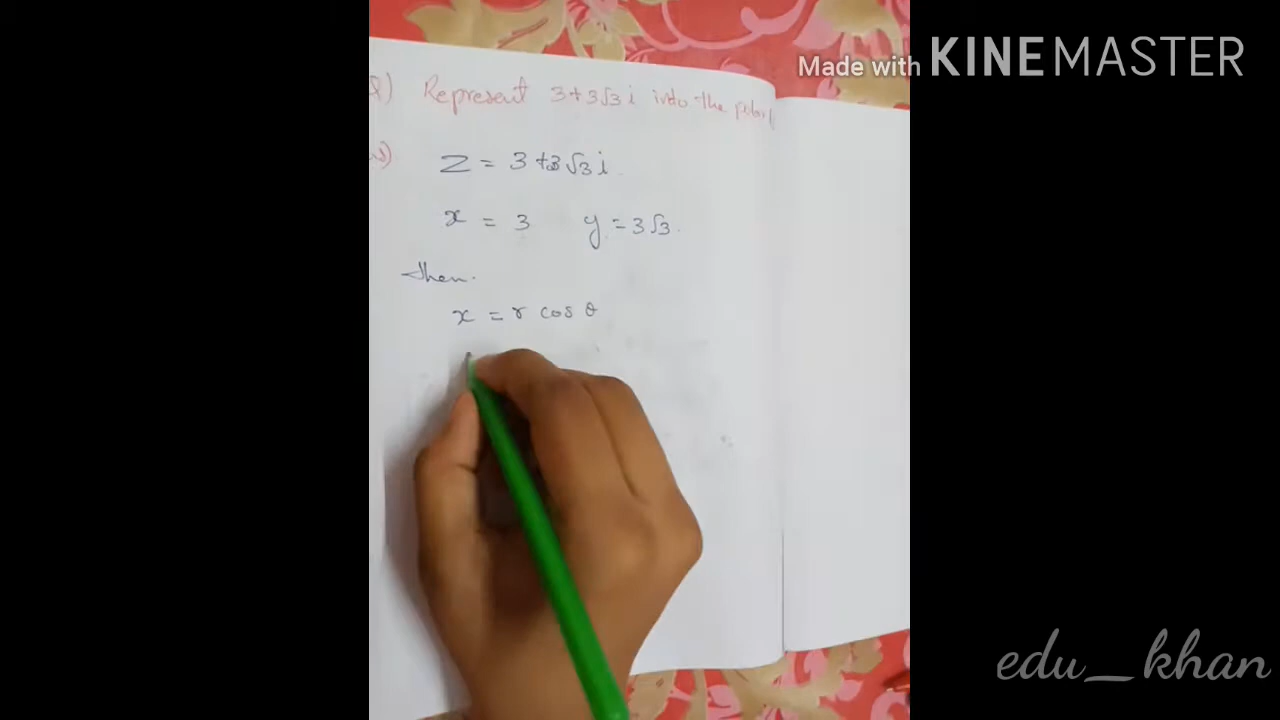 Made with KINEMASTER
Represent 3+3√3 i into the polar
Z = 3+3√3 i
x = 3 y = 3√3.
then.
x = r cos θ
edu_khan